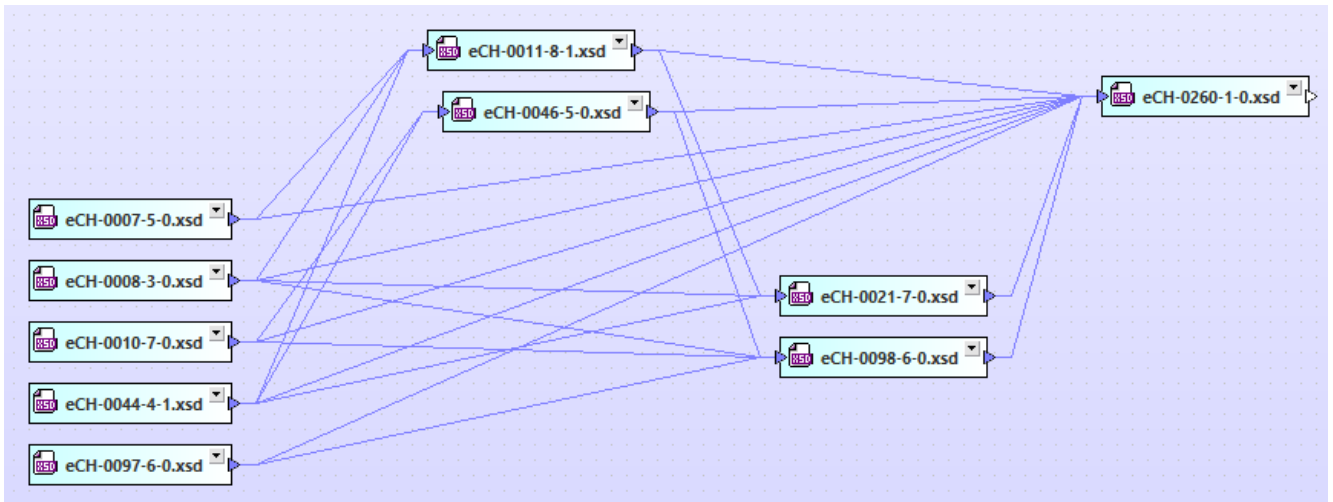 eCH-0011-8-1.xsd
eCH-0260-1-0.xsd
eCH-0046-5-0.xsd
eCH-0007-5-0.xsd
eCH-0008-3-0.xsd
eCH-0021-7-0.xsd
eCH-0010-7-0.xsd
eCH-0098-6-0.xsd
eCH-0044-4-1.xsd
eCH-0097-6-0.xsd